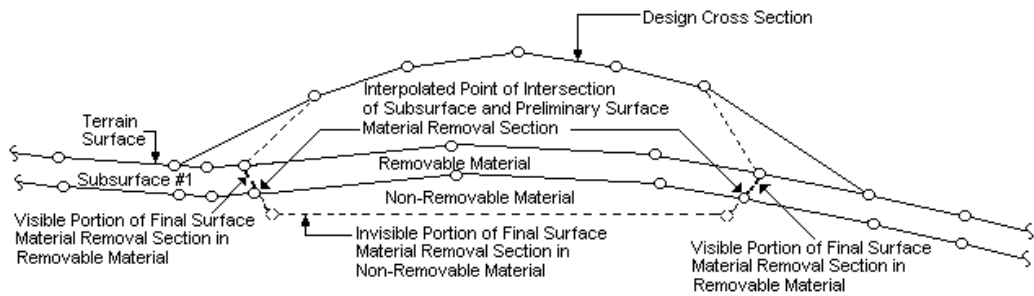 Design Cross Section
Interpolated Point of Intersection
of Subsurface and Preliminary Surface
Material Removal Section
Terrain
Surface
Removable Material
Subsurface #1
Non-Removable Material
Visible Portion of Final Surface
Material Removal Section in
Removable Material
Invisible Portion of Final Surface
Material Removal Section in
Non-Removable Material
Visible Portion of Final Surface
Material Removal Section in
Removable Material